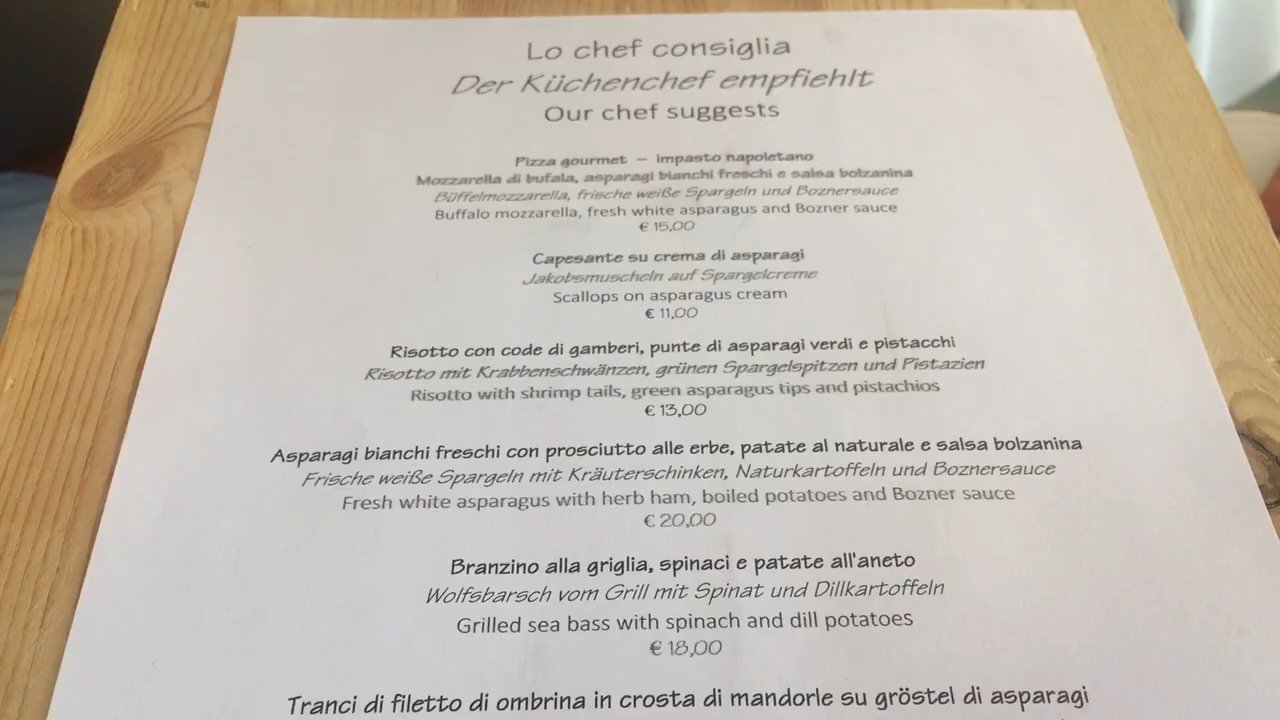 Lo chef consiglia
Der Küchenchef empfiehlt
Our chef suggests
Pizza gourmet – impasto napoletano
Mozzarella di bufala, asparagi bianchi freschi e salsa bolzanina
Büffelmozzarella, frische weiße Spargeln und Boznersauce
Buffalo mozzarella, fresh white asparagus and Bozner sauce
€ 15,00
Capesante su crema di asparagi
Jakobsmuscheln auf Spargelcreme
Scallops on asparagus cream
€ 11,00
Risotto con code di gamberi, punte di asparagi verdi e pistacchi
Risotto mit Krabbenschwänzen, grünen Spargelspitzen und Pistazien
Risotto with shrimp tails, green asparagus tips and pistachios
€ 13,00
Asparagi bianchi freschi con prosciutto alle erbe, patate al naturale e salsa bolzanina
Frische weiße Spargeln mit Kräuterschinken, Naturkartoffeln und Boznersauce
Fresh white asparagus with herb ham, boiled potatoes and Bozner sauce
€ 20,00
Branzino alla griglia, spinaci e patate all'aneto
Wolfsbarsch vom Grill mit Spinat und Dillkartoffeln
Grilled sea bass with spinach and dill potatoes
€ 18,00
Tranci di filetto di ombrina in crosta di mandorle su gröstel di asparagi